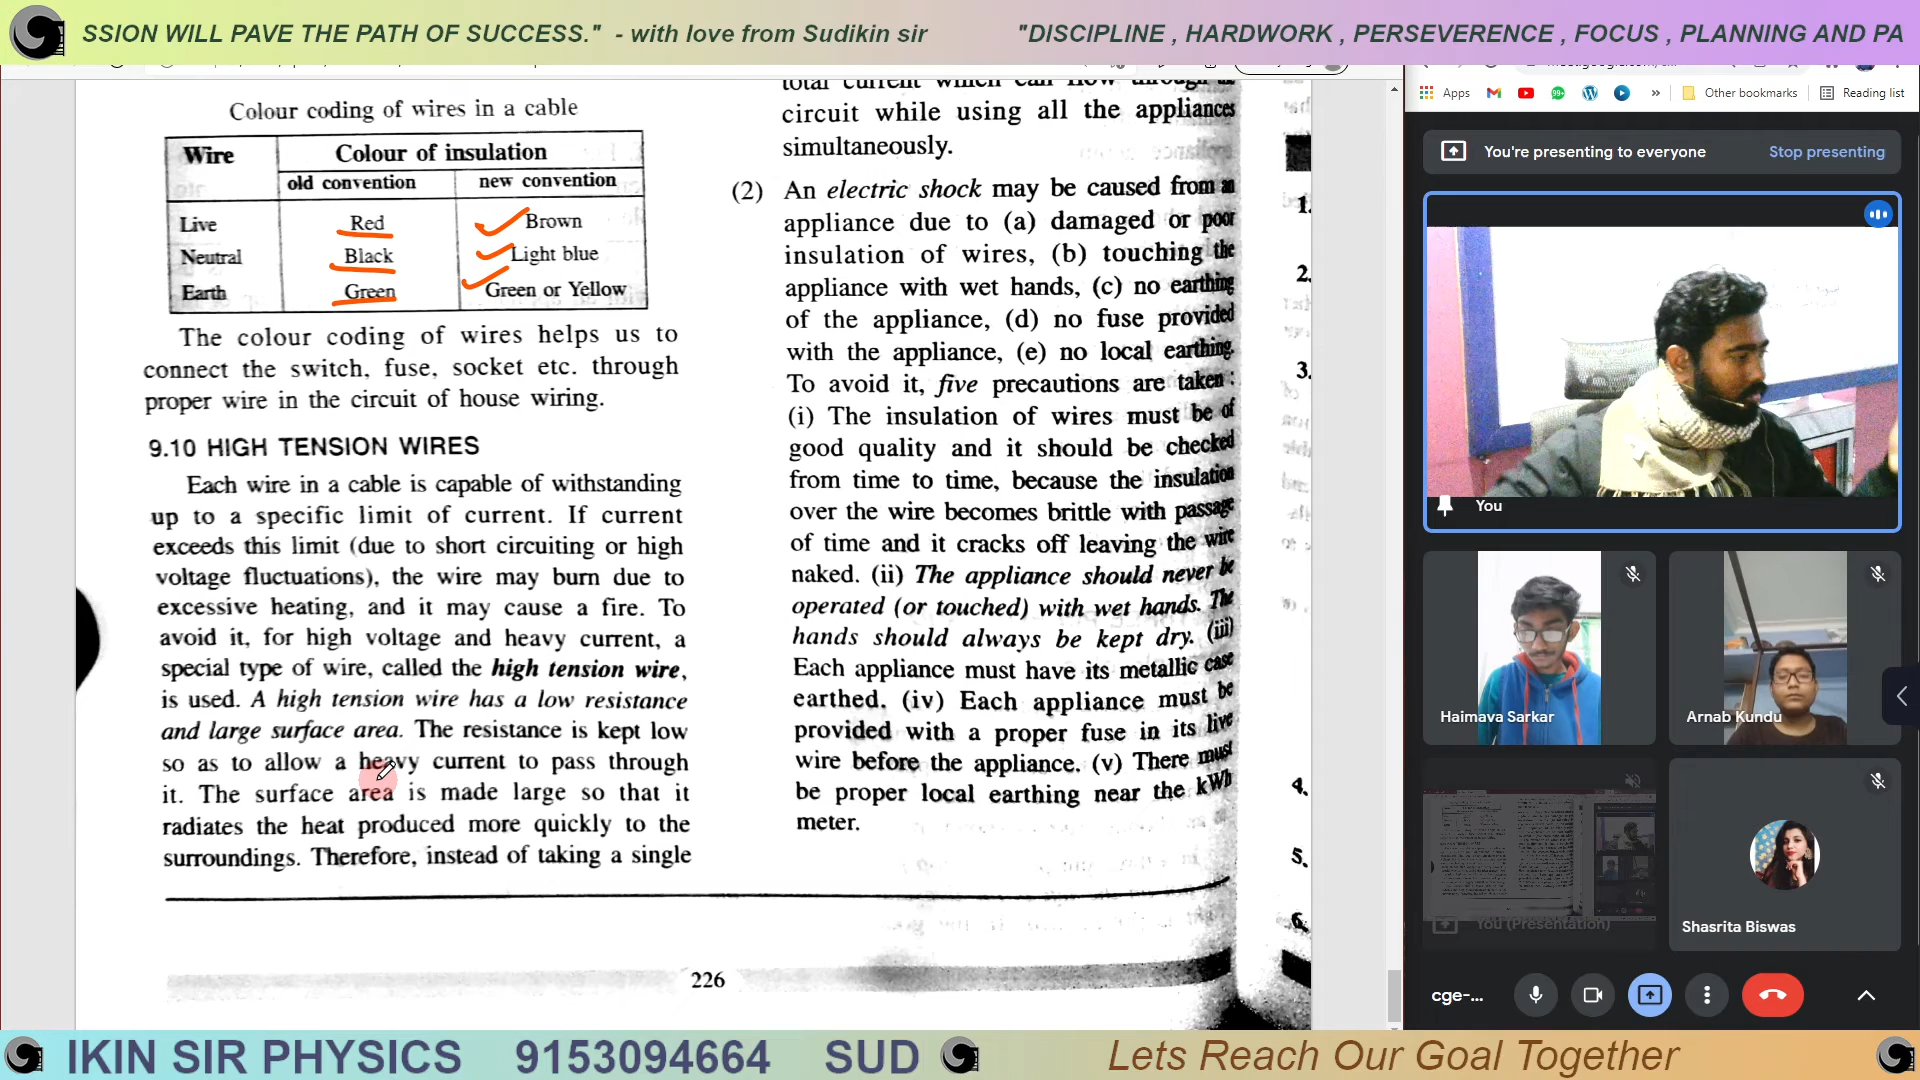 SSION WILL PAVE THE PATH OF SUCCESS." - with love from Sudikin sir
"DISCIPLINE , HARDWORK , PERSEVERENCE , FOCUS , PLANNING AND PA
Colour coding of wires in a cable
Wire Colour of insulation
old convention new convention
Live Red Brown
Neutral Black Light blue
Earth Green Green or Yellow
The colour coding of wires helps us to
connect the switch, fuse, socket etc. through
proper wire in the circuit of house wiring.
9.10 HIGH TENSION WIRES
Each wire in a cable is capable of withstanding
up to a specific limit of current. If current
exceeds this limit (due to short circuiting or high
voltage fluctuations), the wire may burn due to
excessive heating, and it may cause a fire. To
avoid it, for high voltage and heavy current, a
special type of wire, called the high tension wire,
is used. A high tension wire has a low resistance
and large surface area. The resistance is kept low
so as to allow a heavy current to pass through
it. The surface area is made large so that it
radiates the heat produced more quickly to the
surroundings. Therefore, instead of taking a single
total current which can flow through the
circuit while using all the appliances
simultaneously.
(2) An electric shock may be caused from an
appliance due to (a) damaged or poor
insulation of wires, (b) touching the
appliance with wet hands, (c) no earthing
of the appliance, (d) no fuse provided
with the appliance, (e) no local earthing.
To avoid it, five precautions are taken :
(i) The insulation of wires must be of
good quality and it should be checked
from time to time, because the insulation
over the wire becomes brittle with passage
of time and it cracks off leaving the wire
naked. (ii) The appliance should never be
operated (or touched) with wet hands. The
hands should always be kept dry. (iii)
Each appliance must have its metallic case
earthed. (iv) Each appliance must be
provided with a proper fuse in its live
wire before the appliance. (v) There must
be proper local earthing near the kWh
meter.
1.
2.
3.
4.
5.
6.
226
Apps 99+ » Other bookmarks Reading list
You're presenting to everyone Stop presenting
You
Haimava Sarkar
Arnab Kundu
You (Presentation)
Shasrita Biswas
cge-...
IKIN SIR PHYSICS 9153094664 SUD
Lets Reach Our Goal Together